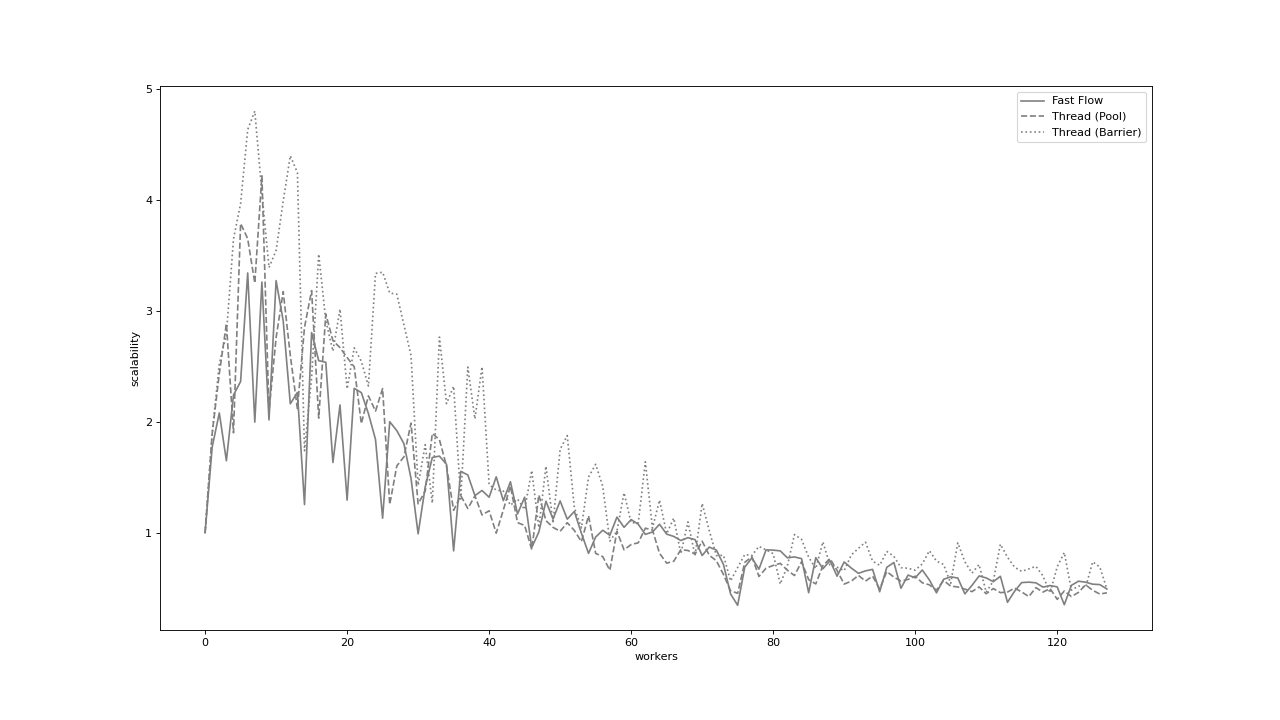 5
4
3
2
1
scalability
0 20 40 60 80 100 120
workers
Fast Flow
Thread (Pool)
Thread (Barrier)